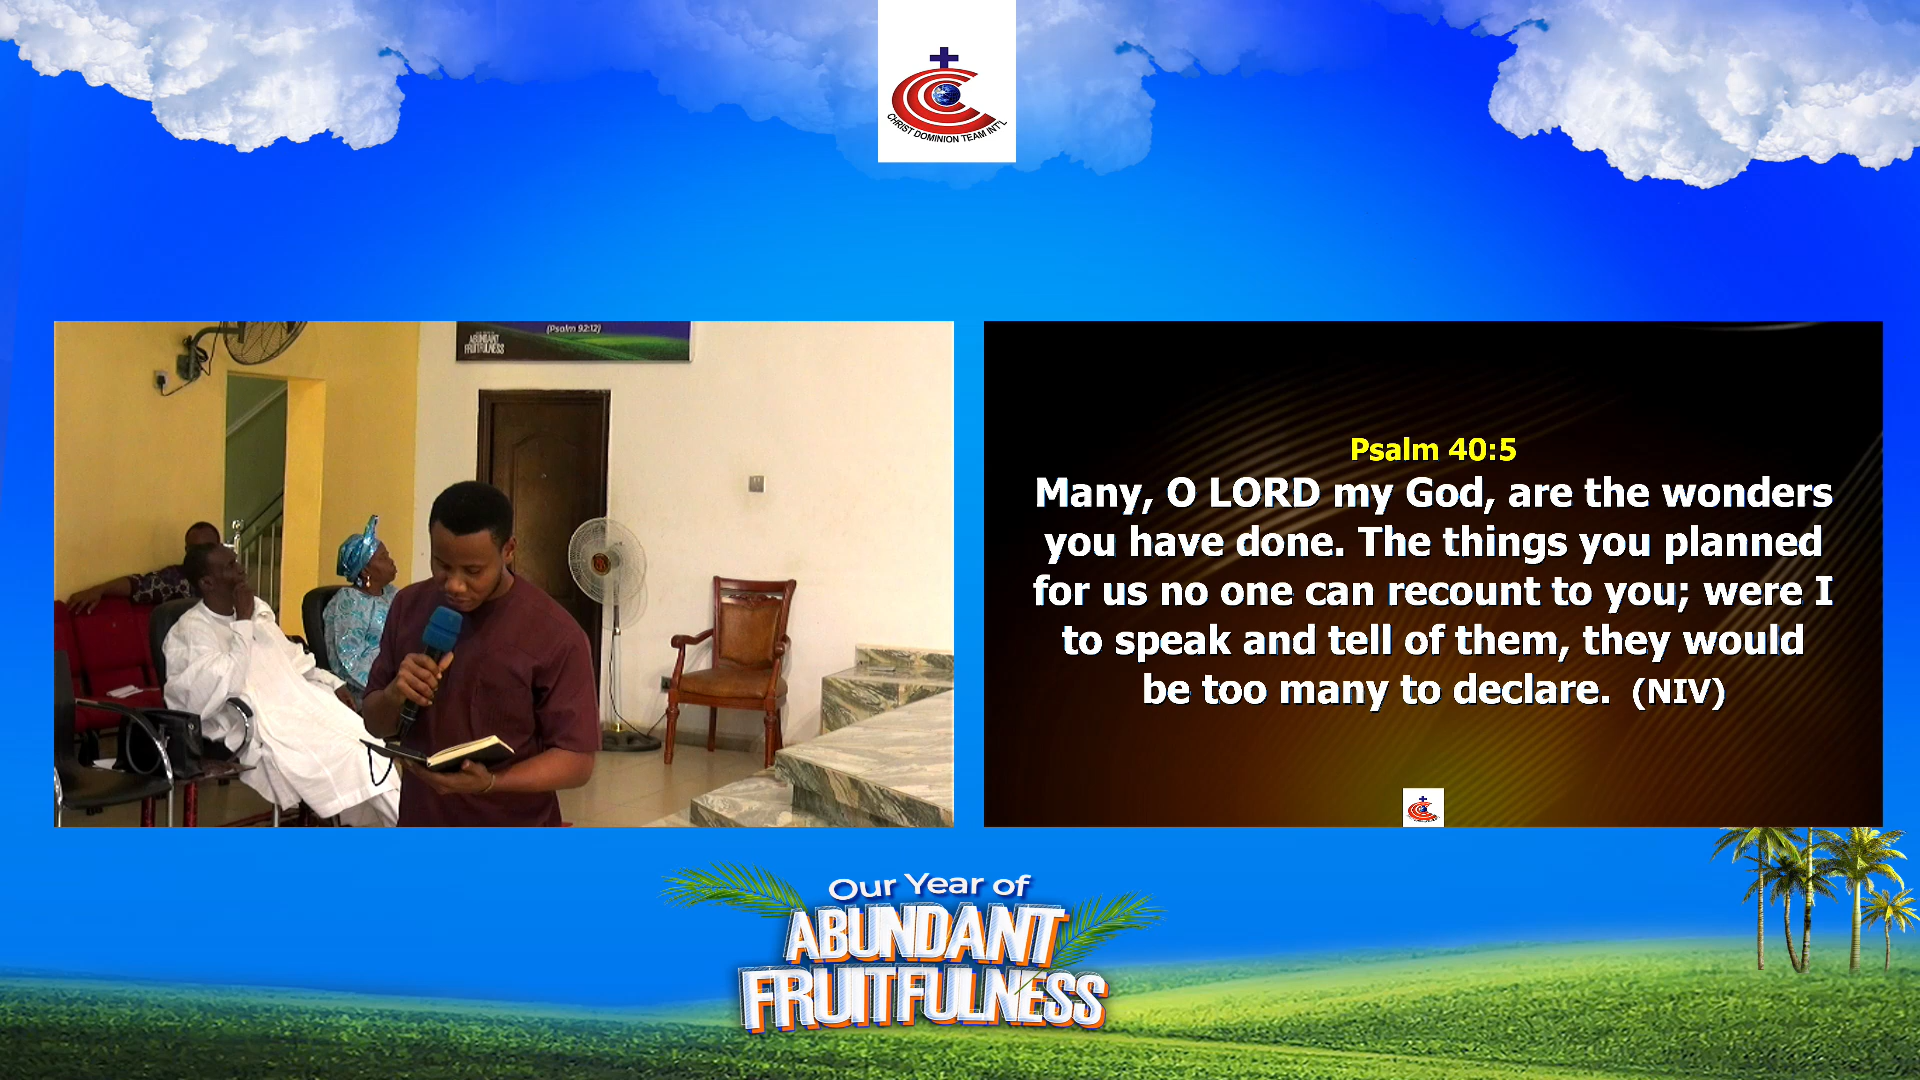 CHRIST DOMINION TEAM INT'L
(Psalm 92:12)
ABUNDANT
FRUITFULNESS
Psalm 40:5
Many, O LORD my God, are the wonders
you have done. The things you planned
for us no one can recount to you; were I
to speak and tell of them, they would
be too many to declare. (NIV)
Our Year of
ABUNDANT
FRUITFULNESS